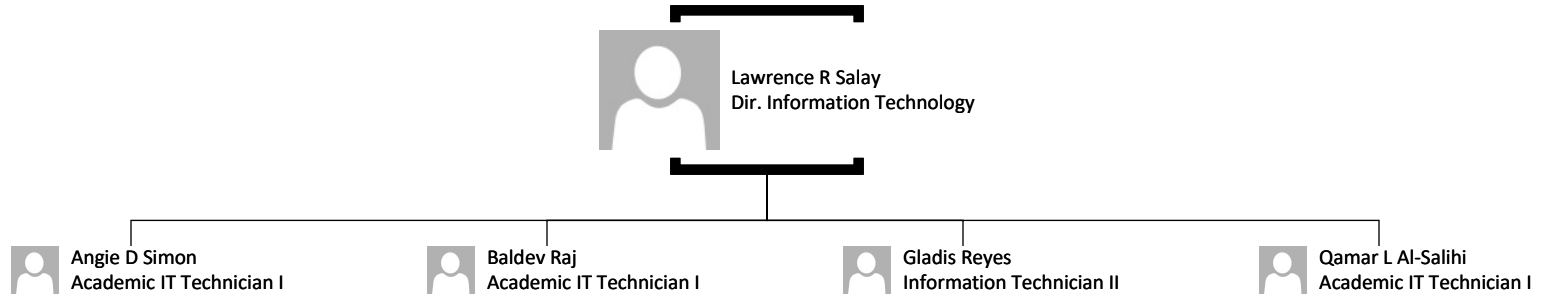 Lawrence R Salay
Dir. Information Technology
Angie D Simon
Academic IT Technician I
Baldev Raj
Academic IT Technician I
Gladis Reyes
Information Technician II
Qamar L Al-Salihi
Academic IT Technician I